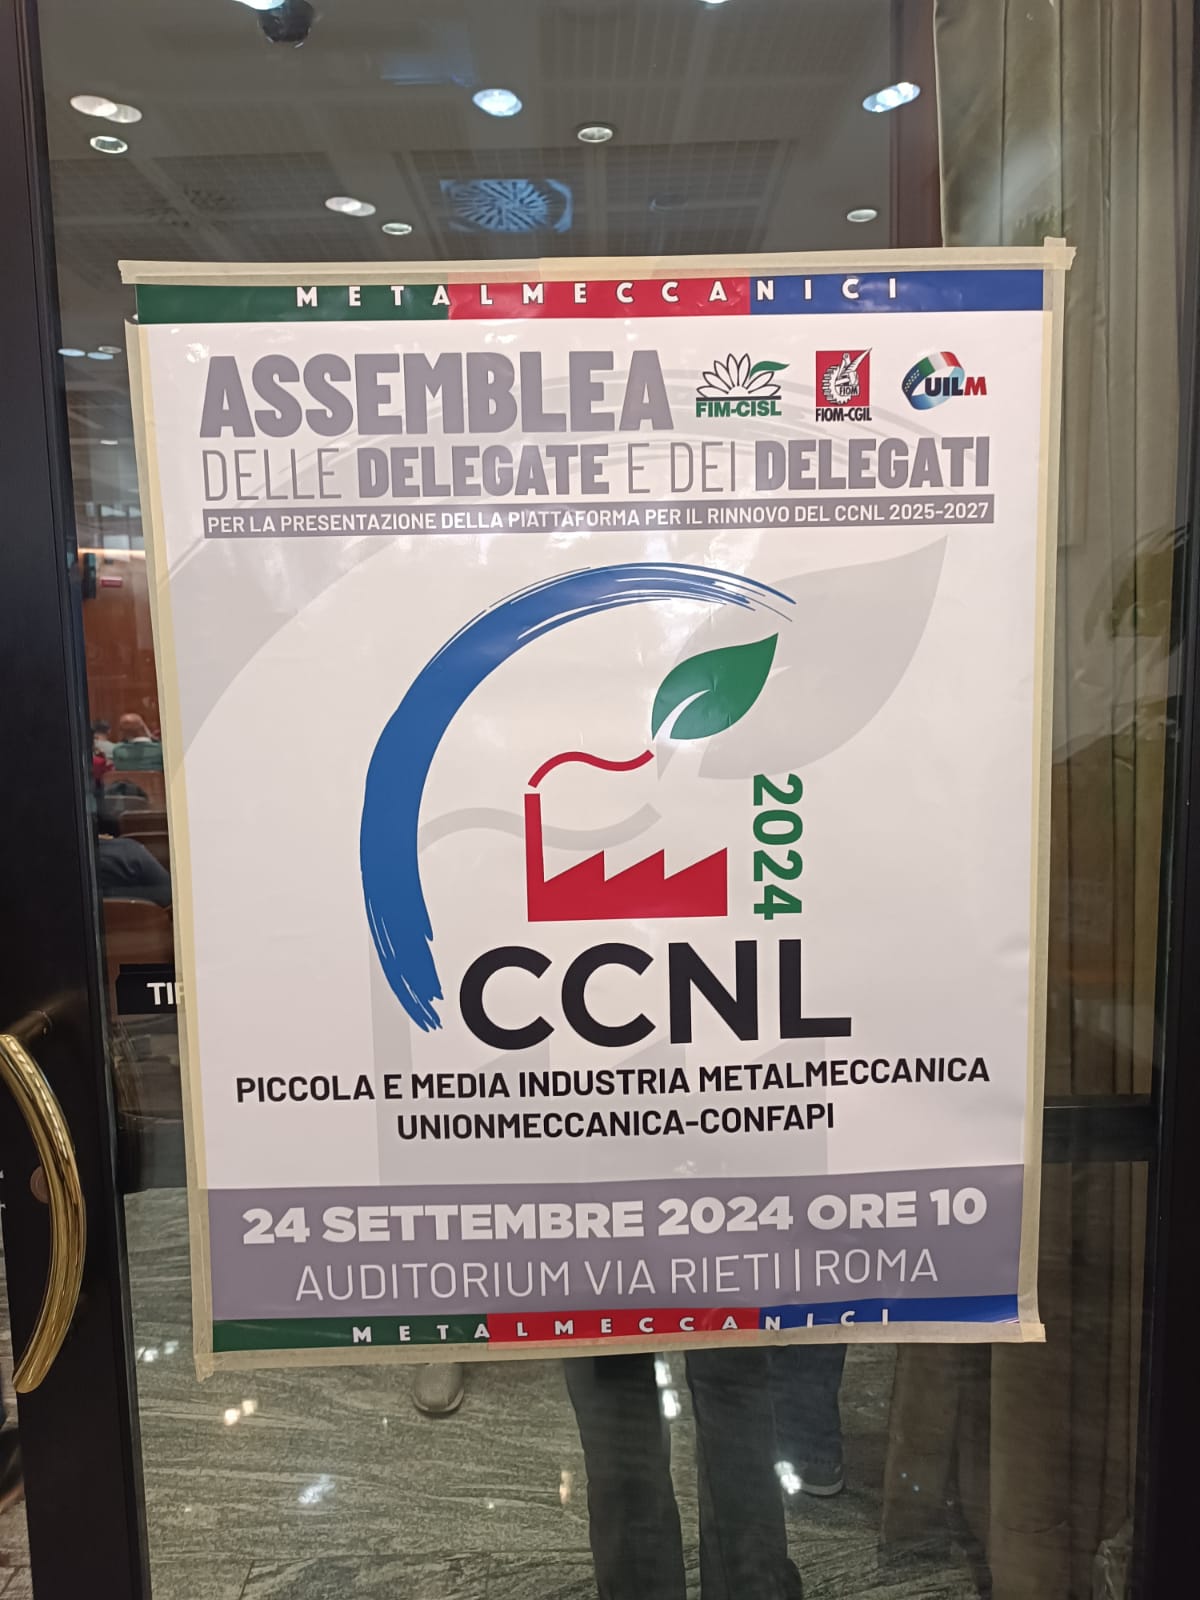 METALMECCANICI
ASSEMBLEA
FIM-CISL
FIOM
FIOM-CGIL
UILM
DELLE DELEGATE E DEI DELEGATI
PER LA PRESENTAZIONE DELLA PIATTAFORMA PER IL RINNOVO DEL CCNL 2025-2027
2024
CCNL
PICCOLA E MEDIA INDUSTRIA METALMECCANICA
UNIONMECCANICA-CONFAPI
24 SETTEMBRE 2024 ORE 10
AUDITORIUM VIA RIETI | ROMA
METALMECCANICI